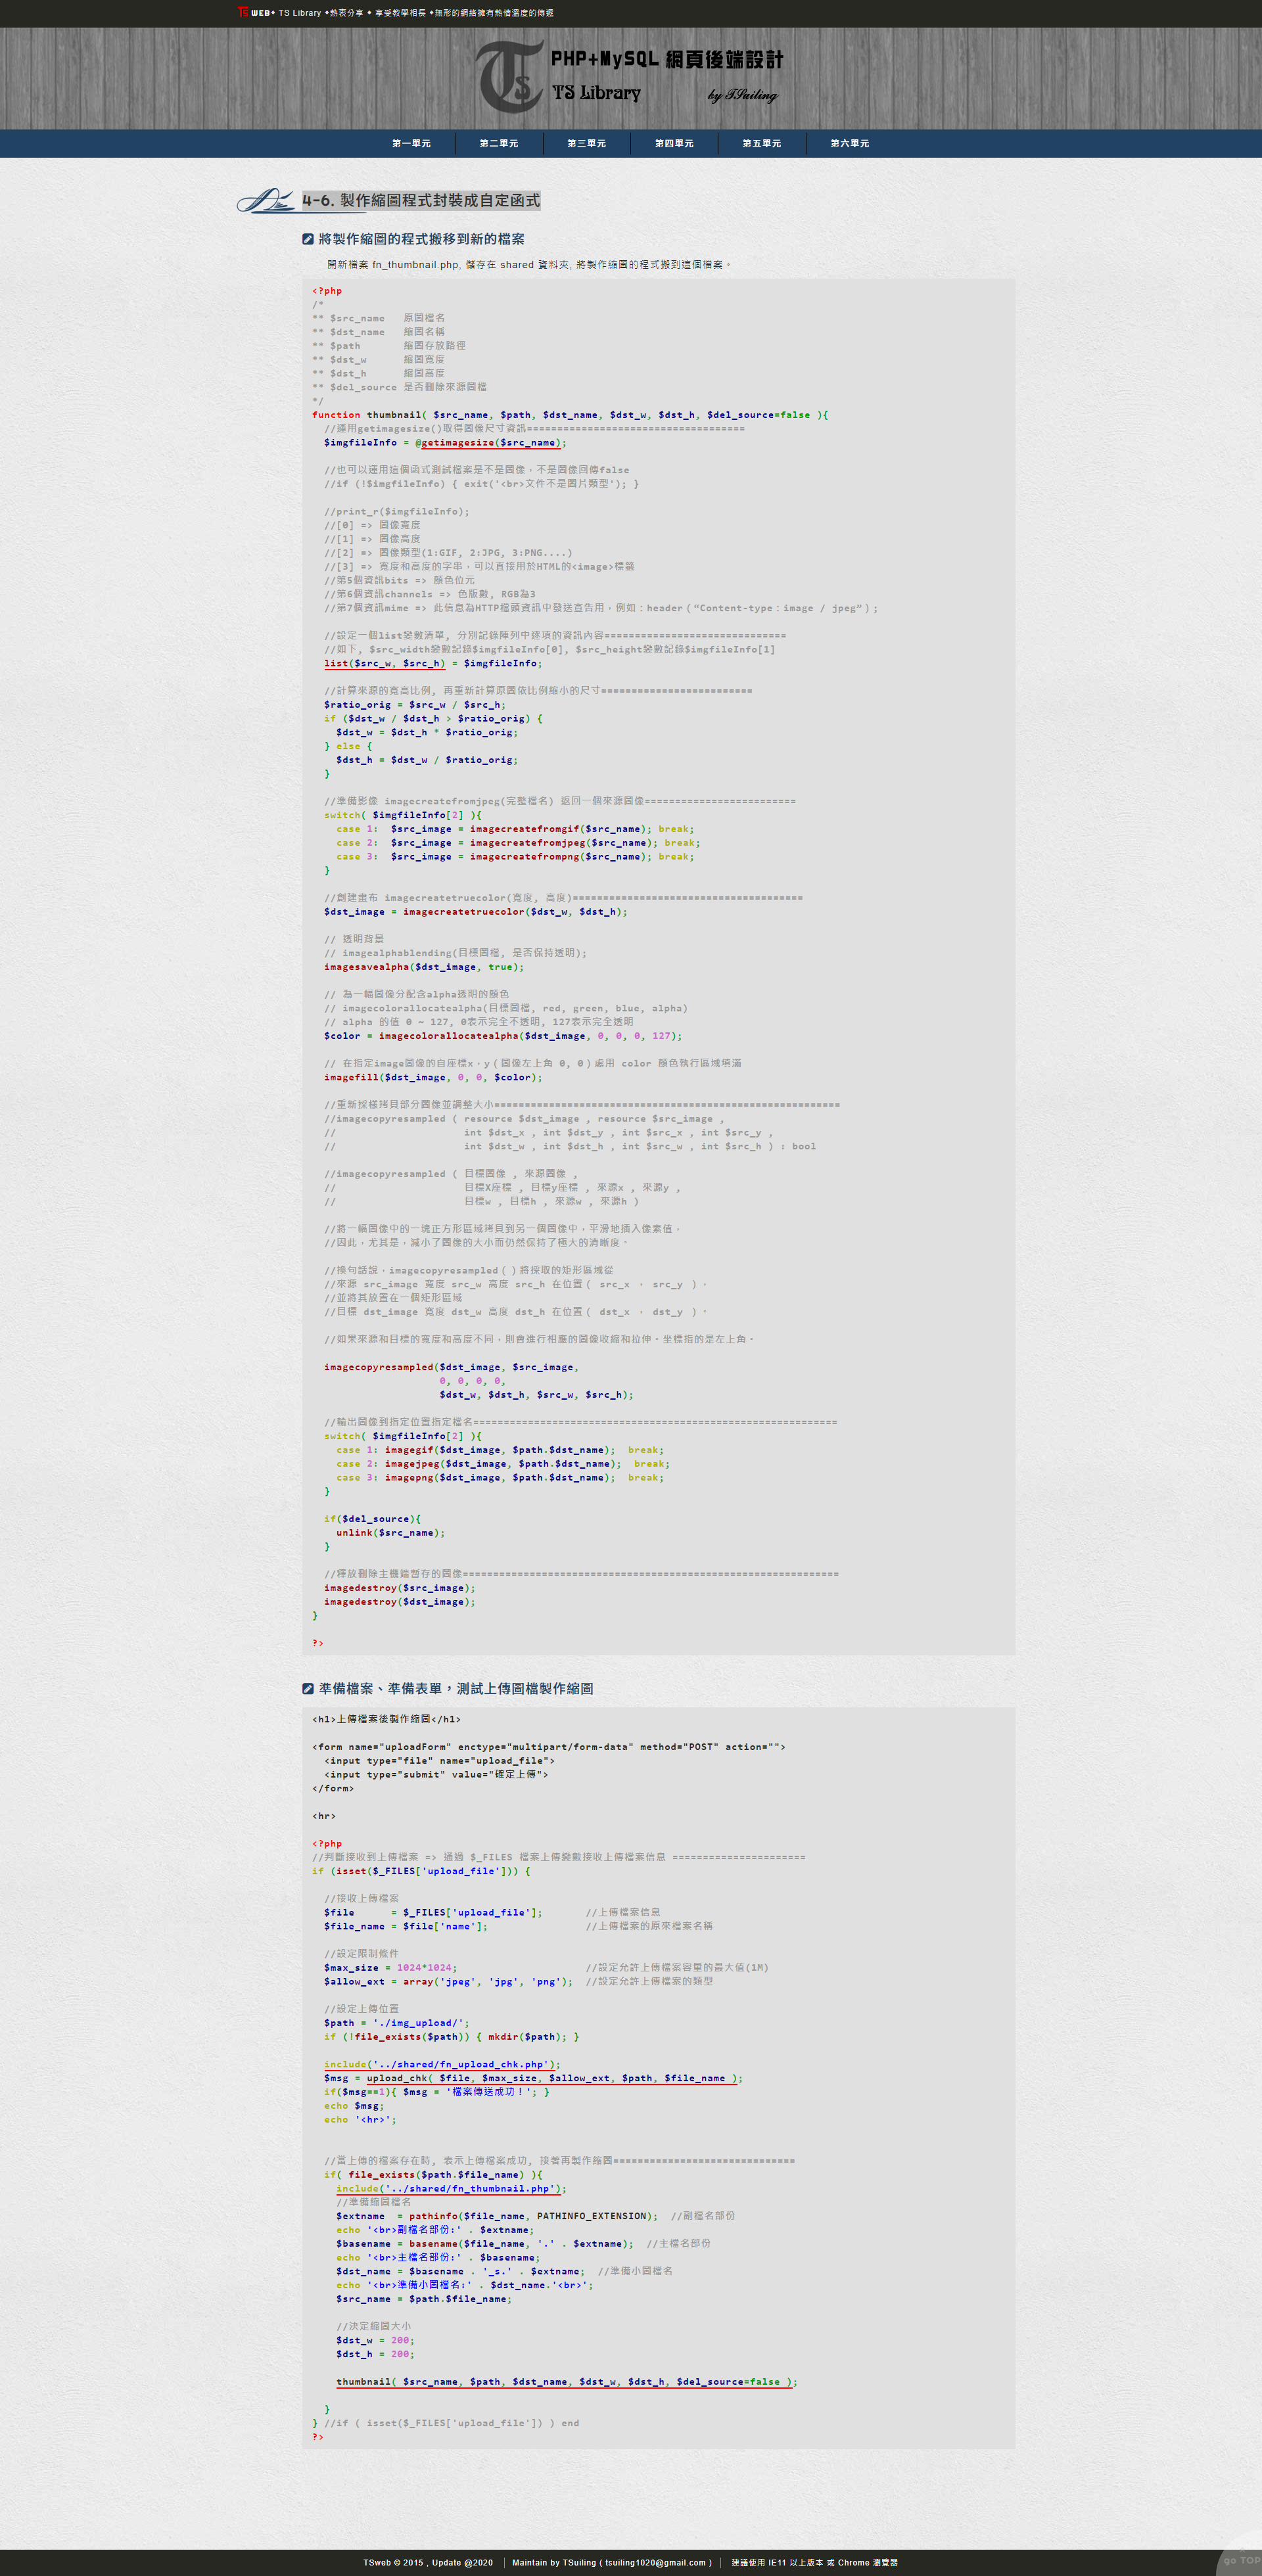 TS WEB✦ TS Library ✦熱衷分享 ✦ 享受教學相長 ✦無形的網絡擁有熱情溫度的傳遞
PHP+MySQL 網頁後端設計
TS Library by TSuiling
第一單元 第二單元 第三單元 第四單元 第五單元 第六單元
4-6. 製作縮圖程式封裝成自定函式
將製作縮圖的程式搬移到新的檔案
開新檔案 fn_thumbnail.php, 儲存在 shared 資料夾, 將製作縮圖的程式搬到這個檔案。
<?php
/*
** $src_name   原圖檔名
** $dst_name   縮圖名稱
** $path       縮圖存放路徑
** $dst_w      縮圖寬度
** $dst_h      縮圖高度
** $del_source 是否刪除來源圖檔
*/
function thumbnail( $src_name, $path, $dst_name, $dst_w, $dst_h, $del_source=false ){
  //運用getimagesize()取得圖像尺寸資訊====================================
  $imgfileInfo = @getimagesize($src_name);

  //也可以運用這個函式測試檔案是不是圖像，不是圖像回傳false
  //if (!$imgfileInfo) { exit('<br>文件不是圖片類型'); }

  //print_r($imgfileInfo);
  //[0] => 圖像寬度
  //[1] => 圖像高度
  //[2] => 圖像類型(1:GIF, 2:JPG, 3:PNG....)
  //[3] => 寬度和高度的字串，可以直接用於HTML的<image>標籤
  //第5個資訊bits => 顏色位元
  //第6個資訊channels => 色版數, RGB為3
  //第7個資訊mime => 此信息為HTTP檔頭資訊中發送宣告用，例如：header（“Content-type：image / jpeg”）;

  //設定一個list變數清單, 分別記錄陣列中逐項的資訊內容==============================
  //如下, $src_width變數記錄$imgfileInfo[0], $src_height變數記錄$imgfileInfo[1]
  list($src_w, $src_h) = $imgfileInfo;

  //計算來源的寬高比例, 再重新計算原圖依比例縮小的尺寸=========================
  $ratio_orig = $src_w / $src_h;
  if ($dst_w / $dst_h > $ratio_orig) {
    $dst_w = $dst_h * $ratio_orig;
  } else {
    $dst_h = $dst_w / $ratio_orig;
  }

  //準備影像 imagecreatefromjpeg(完整檔名) 返回一個來源圖像=========================
  switch( $imgfileInfo[2] ){
    case 1:  $src_image = imagecreatefromgif($src_name); break;
    case 2:  $src_image = imagecreatefromjpeg($src_name); break;
    case 3:  $src_image = imagecreatefrompng($src_name); break;
  }

  //創建畫布 imagecreatetruecolor(寬度, 高度)======================================
  $dst_image = imagecreatetruecolor($dst_w, $dst_h);

  // 透明背景
  // imagealphablending(目標圖檔, 是否保持透明);
  imagesavealpha($dst_image, true);

  // 為一幅圖像分配含alpha透明的顏色
  // imagecolorallocatealpha(目標圖檔, red, green, blue, alpha)
  // alpha 的值 0 ~ 127, 0表示完全不透明, 127表示完全透明
  $color = imagecolorallocatealpha($dst_image, 0, 0, 0, 127);

  // 在指定image圖像的自座標x，y（圖像左上角 0, 0）處用 color 顏色執行區域填滿
  imagefill($dst_image, 0, 0, $color);

  //重新採樣拷貝部分圖像並調整大小=========================================================
  //imagecopyresampled ( resource $dst_image , resource $src_image ,
  //                     int $dst_x , int $dst_y , int $src_x , int $src_y ,
  //                     int $dst_w , int $dst_h , int $src_w , int $src_h ) : bool

  //imagecopyresampled ( 目標圖像 , 來源圖像 ,
  //                     目標X座標 , 目標y座標 , 來源x , 來源y ,
  //                     目標w , 目標h , 來源w , 來源h )

  //將一幅圖像中的一塊正方形區域拷貝到另一個圖像中，平滑地插入像素值，
  //因此，尤其是，減小了圖像的大小而仍然保持了極大的清晰度。

  //換句話說，imagecopyresampled（）將採取的矩形區域從
  //來源 src_image 寬度 src_w 高度 src_h 在位置（ src_x ， src_y ），
  //並將其放置在一個矩形區域
  //目標 dst_image 寬度 dst_w 高度 dst_h 在位置（ dst_x ， dst_y ）。

  //如果來源和目標的寬度和高度不同，則會進行相應的圖像收縮和拉伸。坐標指的是左上角。

  imagecopyresampled($dst_image, $src_image,
                     0, 0, 0, 0,
                     $dst_w, $dst_h, $src_w, $src_h);

  //輸出圖像到指定位置指定檔名============================================================
  switch( $imgfileInfo[2] ){
    case 1: imagegif($dst_image, $path.$dst_name);  break;
    case 2: imagejpeg($dst_image, $path.$dst_name);  break;
    case 3: imagepng($dst_image, $path.$dst_name);  break;
  }

  if($del_source){
    unlink($src_name);
  }

  //釋放刪除主機端暫存的圖像==============================================================
  imagedestroy($src_image);
  imagedestroy($dst_image);
}

?>
準備檔案、準備表單，測試上傳圖檔製作縮圖
<h1>上傳檔案後製作縮圖</h1>

<form name="uploadForm" enctype="multipart/form-data" method="POST" action="">
  <input type="file" name="upload_file">
  <input type="submit" value="確定上傳">
</form>

<hr>

<?php
//判斷接收到上傳檔案 => 通過 $_FILES 檔案上傳變數接收上傳檔案信息 ======================
if (isset($_FILES['upload_file'])) {

  //接收上傳檔案
  $file      = $_FILES['upload_file'];       //上傳檔案信息
  $file_name = $file['name'];                //上傳檔案的原來檔案名稱

  //設定限制條件
  $max_size = 1024*1024;                     //設定允許上傳檔案容量的最大值(1M)
  $allow_ext = array('jpeg', 'jpg', 'png');  //設定允許上傳檔案的類型

  //設定上傳位置
  $path = './img_upload/';
  if (!file_exists($path)) { mkdir($path); }

  include('../shared/fn_upload_chk.php');
  $msg = upload_chk( $file, $max_size, $allow_ext, $path, $file_name );
  if($msg==1){ $msg = '檔案傳送成功！'; }
  echo $msg;
  echo '<hr>';

  //當上傳的檔案存在時, 表示上傳檔案成功, 接著再製作縮圖==============================
  if( file_exists($path.$file_name) ){
    include('../shared/fn_thumbnail.php');
    //準備縮圖檔名
    $extname  = pathinfo($file_name, PATHINFO_EXTENSION);  //副檔名部份
    echo '<br>副檔名部份:' . $extname;
    $basename = basename($file_name, '.' . $extname);  //主檔名部份
    echo '<br>主檔名部份:' . $basename;
    $dst_name = $basename . '_s.' . $extname;  //準備小圖檔名
    echo '<br>準備小圖檔名:' . $dst_name.'<br>';
    $src_name = $path.$file_name;

    //決定縮圖大小
    $dst_w = 200;
    $dst_h = 200;

    thumbnail( $src_name, $path, $dst_name, $dst_w, $dst_h, $del_source=false );

  }
} //if ( isset($_FILES['upload_file']) ) end
?>
go TOP
TSweb © 2015 , Update @2020 | Maintain by TSuiling ( tsuiling1020@gmail.com ) | 建議使用 IE11 以上版本 或 Chrome 瀏覽器